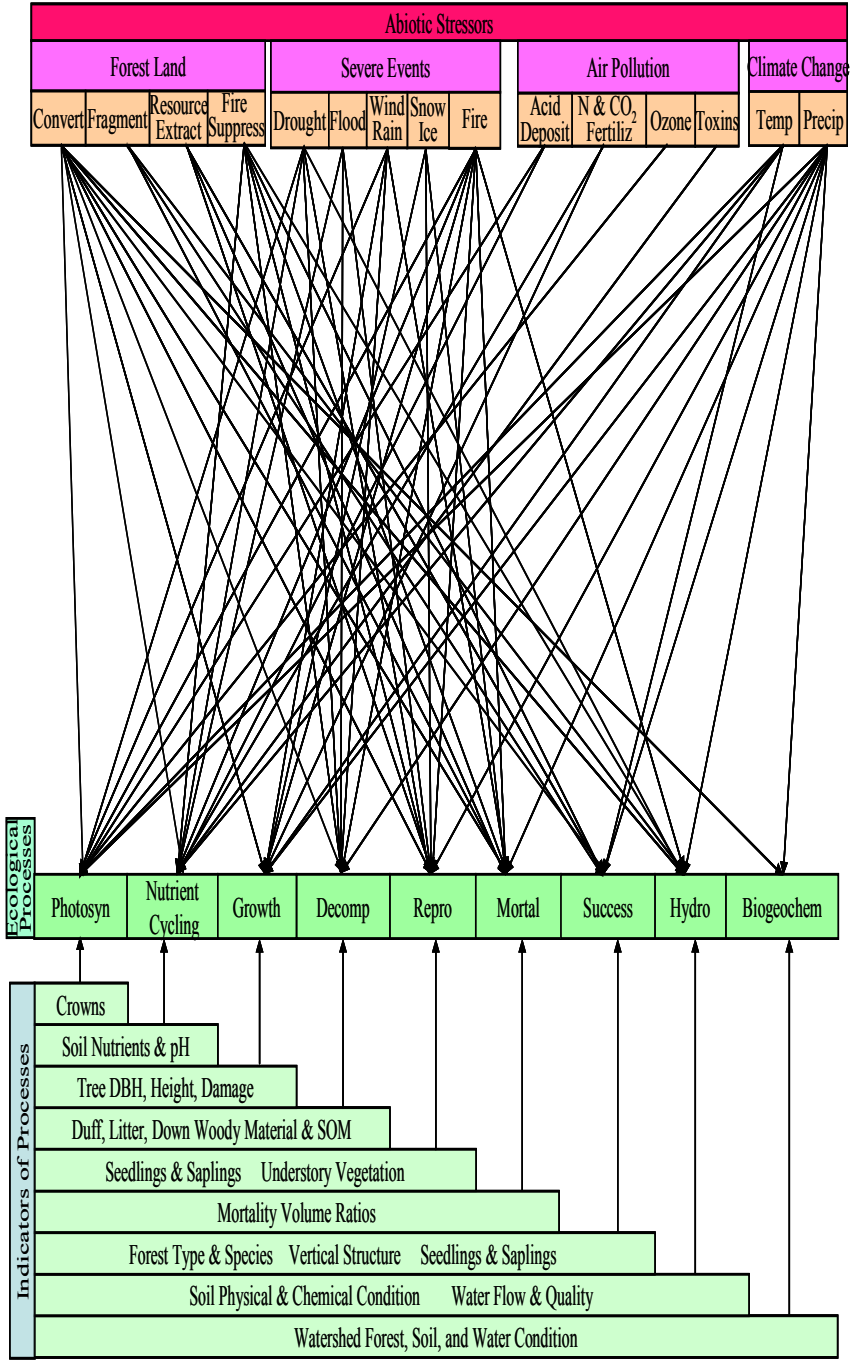 Abiotic Stressors
Forest Land
Severe Events
Air Pollution
Climate Change
Convert
Fragment
Resource
Extract
Fire
Suppress
Drought
Flood
Wind
Rain
Snow
Ice
Fire
Acid
Deposit
N & CO2
Fertiliz
Ozone
Toxins
Temp
Precip
Ecological
Processes
Photosyn
Nutrient
Cycling
Growth
Decomp
Repro
Mortal
Success
Hydro
Biogeochem
Indicators of Processes
Crowns
Soil Nutrients & pH
Tree DBH, Height, Damage
Duff, Litter, Down Woody Material & SOM
Seedlings & Saplings Understory Vegetation
Mortality Volume Ratios
Forest Type & Species Vertical Structure Seedlings & Saplings
Soil Physical & Chemical Condition Water Flow & Quality
Watershed Forest, Soil, and Water Condition